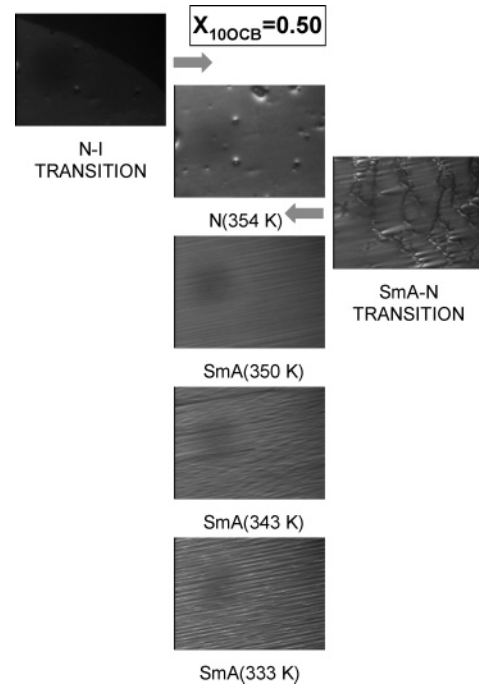 X10OCB=0.50
N-I
TRANSITION
N(354 K)
SmA(350 K)
SmA-N
TRANSITION
SmA(343 K)
SmA(333 K)